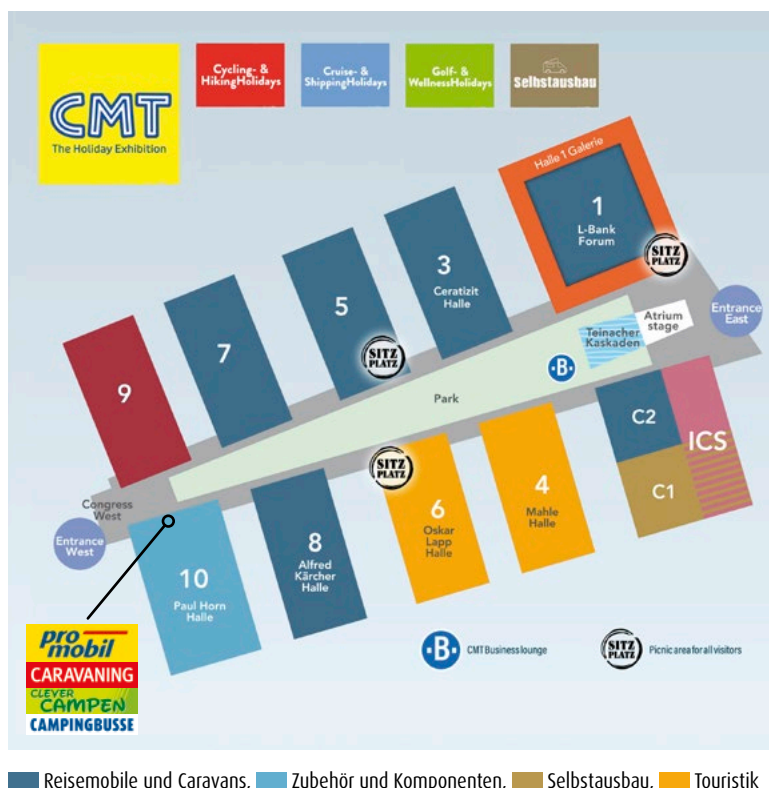 CMT
The Holiday Exhibition
Cycling- &
HikingHolidays
Cruise- &
ShippingHolidays
Golf- &
WellnessHolidays
Selbstausbau
Halle 1 Galerie
1
L-Bank
Forum
SITZ
PLATZ
3
Ceratizit
Halle
5
SITZ
PLATZ
7
9
Entrance
East
Atrium
stage
Teinacher
Kaskaden
·B·
Park
C2
ICS
C1
SITZ
PLATZ
4
Mahle
Halle
6
Oskar
Lapp
Halle
8
Alfred
Kärcher
Halle
Congress
West
Entrance
West
10
Paul Horn
Halle
pro
mobil
CARAVANING
CLEVER
CAMPEN
CAMPINGBUSSE
·B·
CMT Business lounge
SITZ
PLATZ
Picnic area for all visitors
Reisemobile und Caravans, Zubehör und Komponenten, Selbstausbau, Touristik